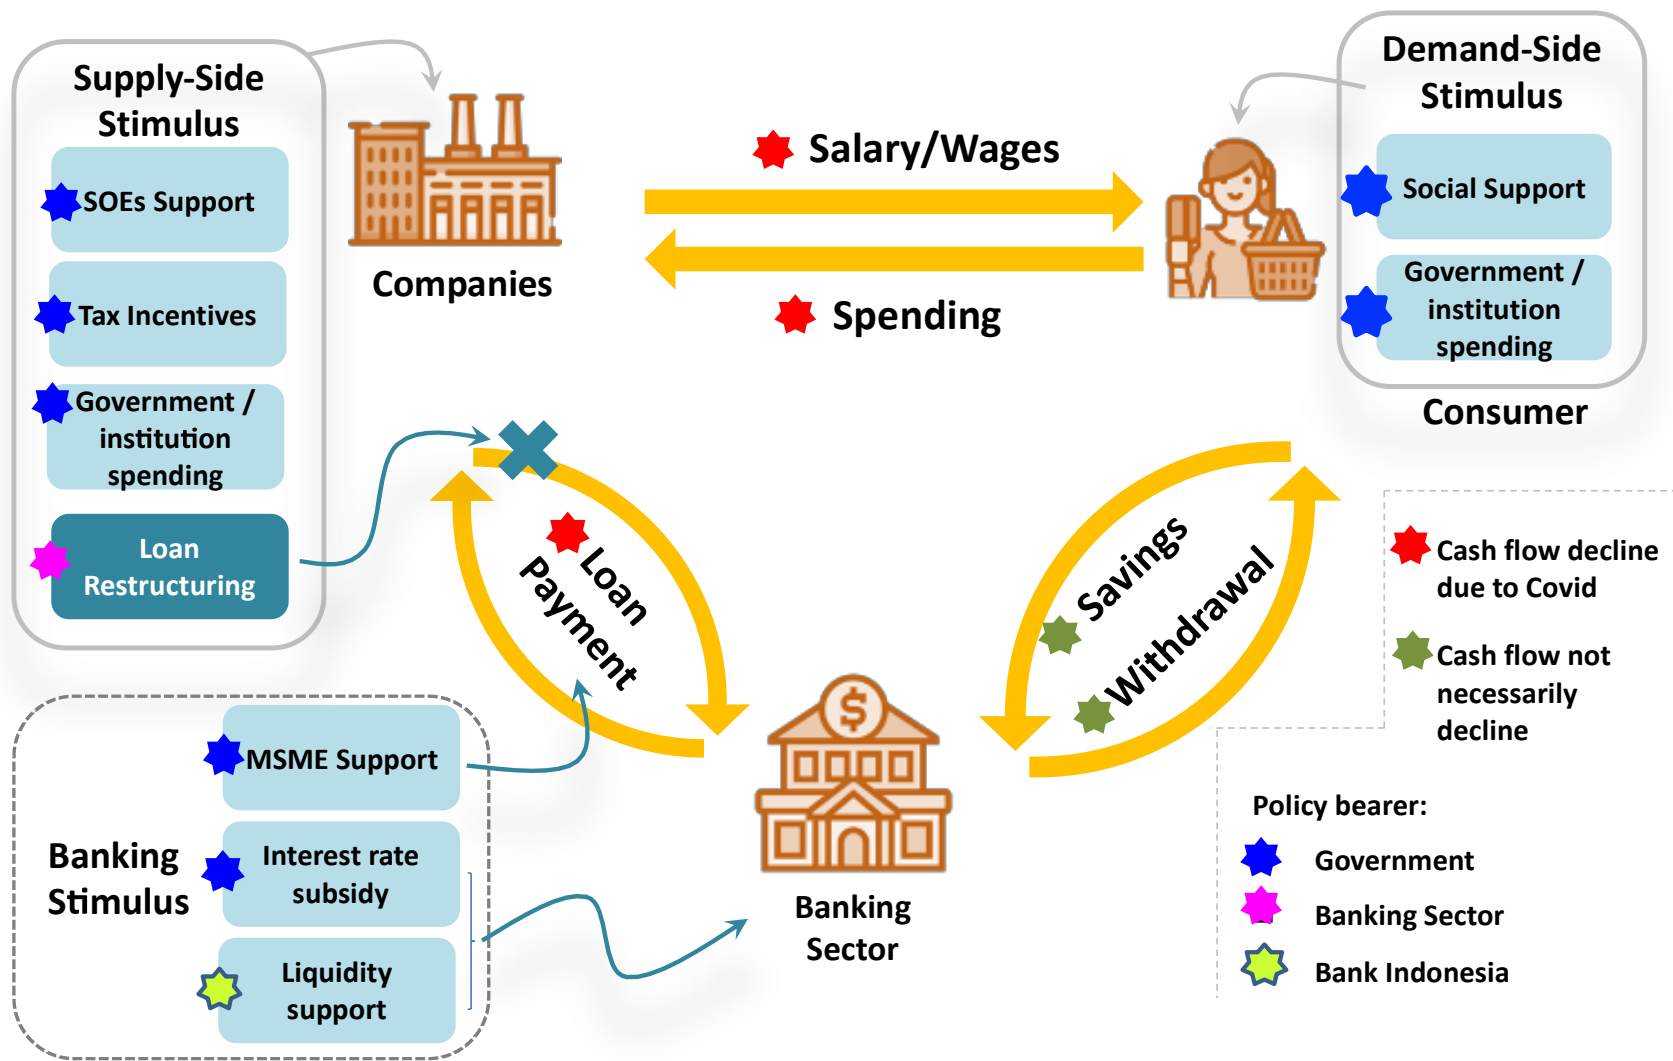 Supply-Side
Stimulus
SOEs Support
Tax Incentives
Government /
institution
spending
Loan
Restructuring
Companies
Salary/Wages
Spending
Demand-Side
Stimulus
Social Support
Government /
institution
spending
Consumer
Loan
Payment
Savings
Withdrawal
Cash flow decline
due to Covid
Cash flow not
necessarily
decline
Banking
Stimulus
MSME Support
Interest rate
subsidy
Liquidity
support
$
Banking
Sector
Policy bearer:
Government
Banking Sector
Bank Indonesia